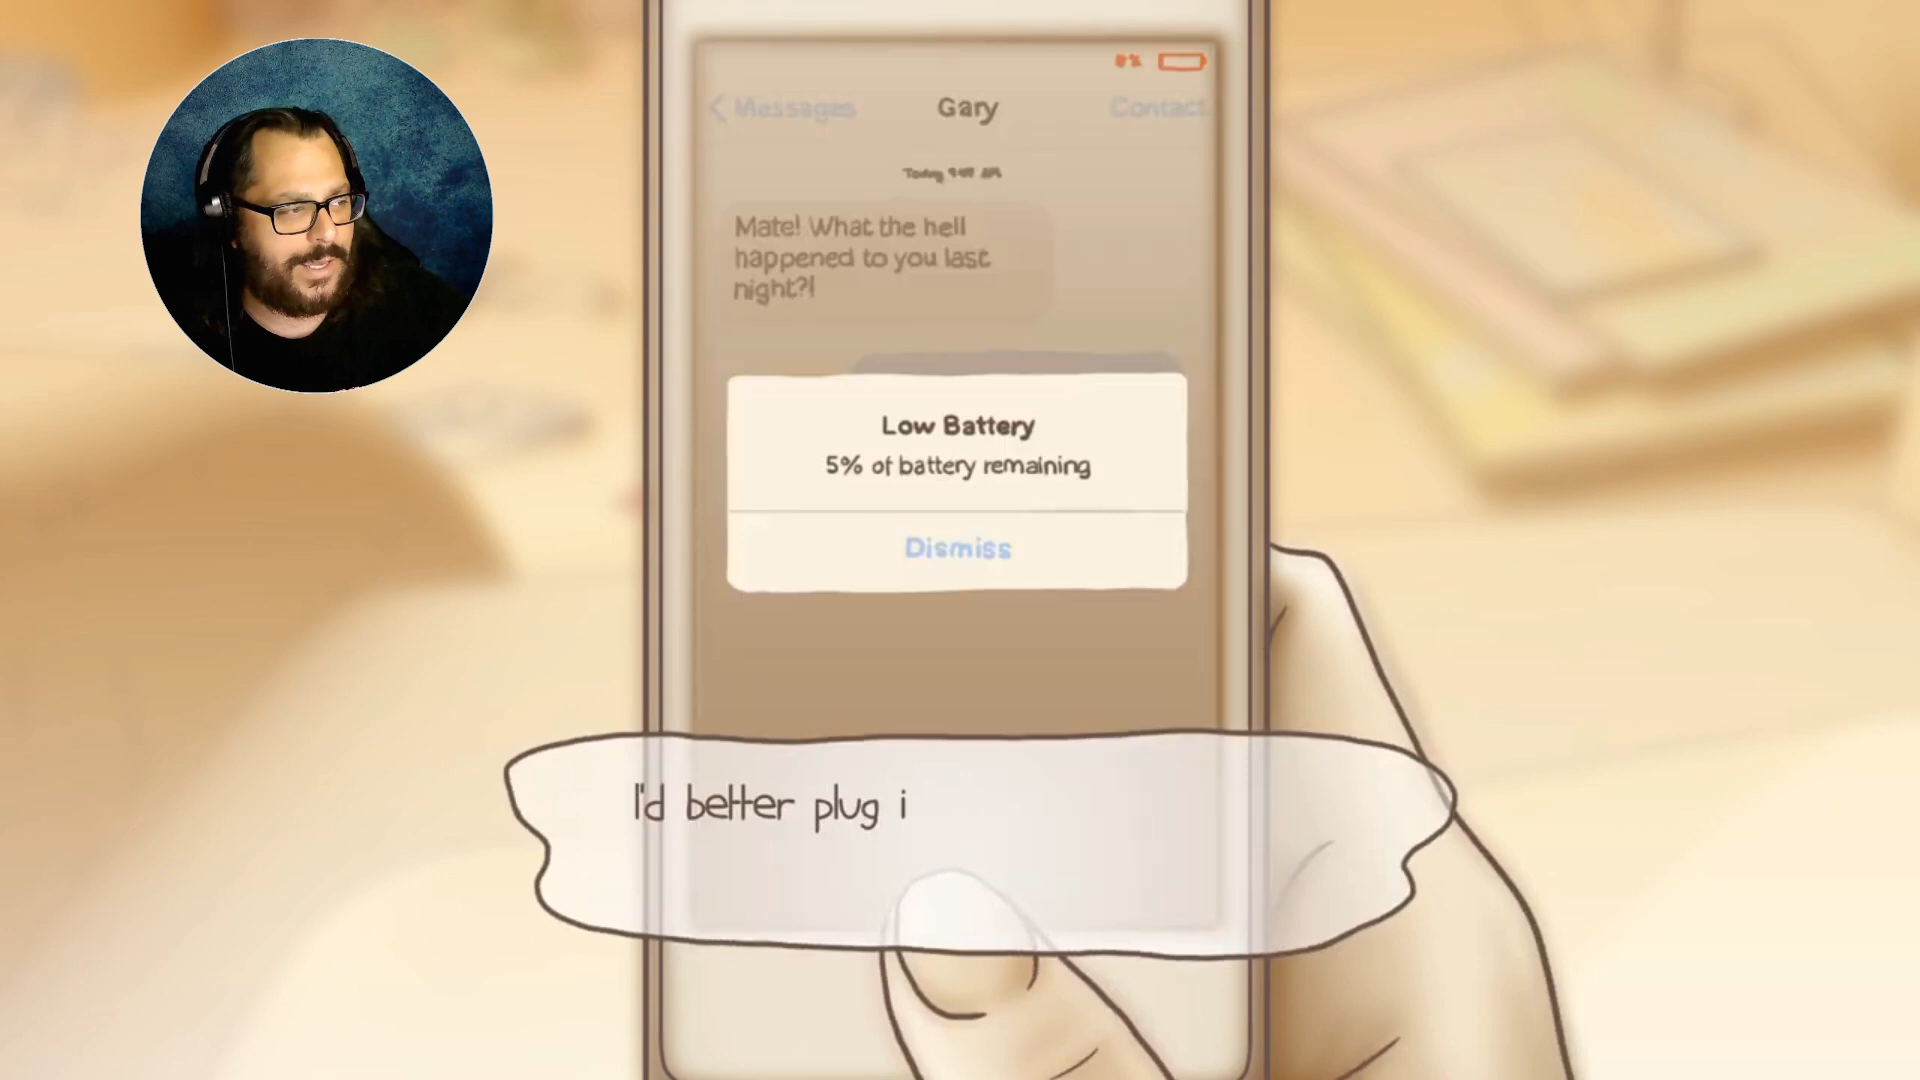 Messages
Gary
Contact
Mate! What the hell
happened to you last
night?!
Low Battery
5% of battery remaining
Dismiss
I'd better plug i